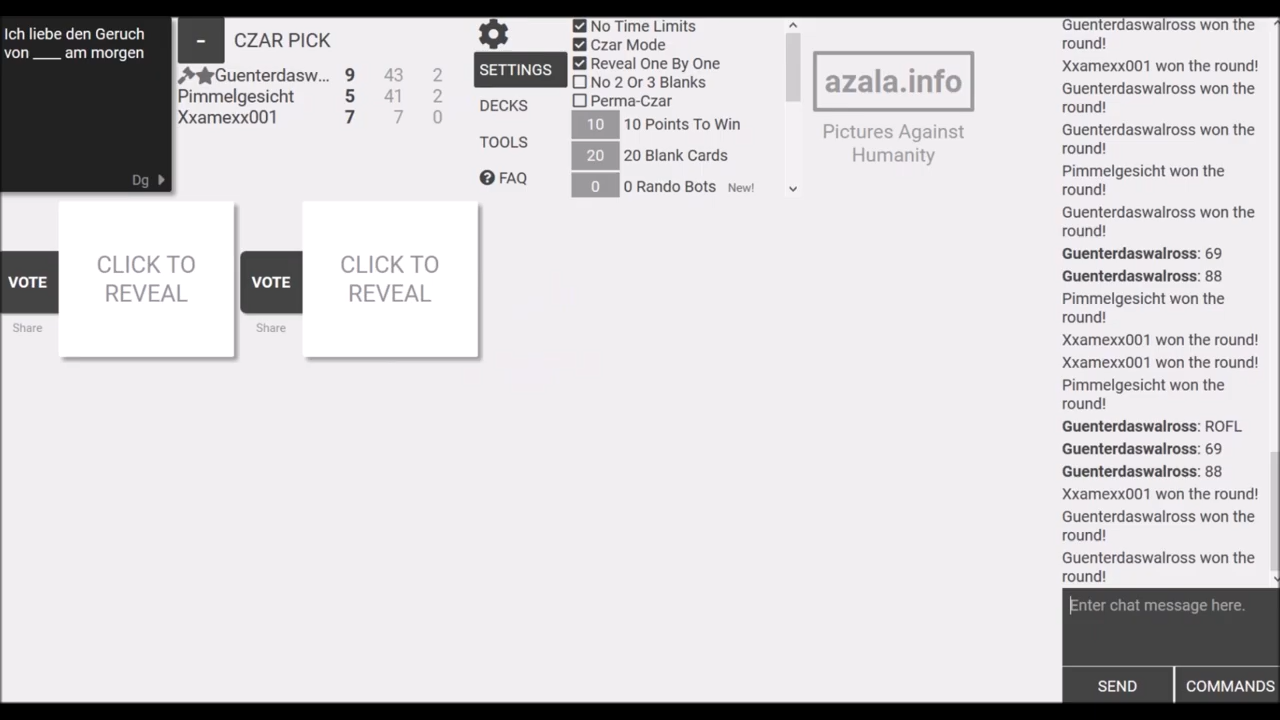 Ich liebe den Geruch
von ____ am morgen
Dg
-
CZAR PICK
Guenterdasw... 9 43 2
Pimmelgesicht 5 41 2
Xxamexx001 7 7 0
SETTINGS
DECKS
TOOLS
FAQ
No Time Limits
Czar Mode
Reveal One By One
No 2 Or 3 Blanks
Perma-Czar
10 10 Points To Win
20 20 Blank Cards
0 0 Rando Bots New!
azala.info
Pictures Against
Humanity
VOTE
Share
CLICK TO
REVEAL
VOTE
Share
CLICK TO
REVEAL
Guenterdaswalross won the
round!
Xxamexx001 won the round!
Guenterdaswalross won the
round!
Guenterdaswalross won the
round!
Pimmelgesicht won the
round!
Guenterdaswalross won the
round!
Guenterdaswalross: 69
Guenterdaswalross: 88
Pimmelgesicht won the
round!
Xxamexx001 won the round!
Xxamexx001 won the round!
Pimmelgesicht won the
round!
Guenterdaswalross: ROFL
Guenterdaswalross: 69
Guenterdaswalross: 88
Xxamexx001 won the round!
Guenterdaswalross won the
round!
Guenterdaswalross won the
round!
Enter chat message here.
SEND
COMMANDS